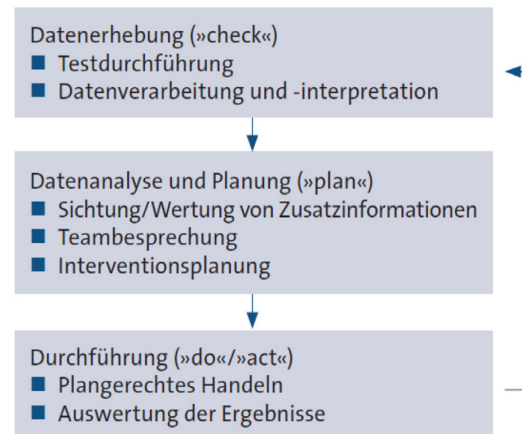 Datenerhebung (»check«)
■ Testdurchführung
■ Datenverarbeitung und -interpretation
Datenanalyse und Planung (»plan«)
■ Sichtung/Wertung von Zusatzinformationen
■ Teambesprechung
■ Interventionsplanung
Durchführung (»do«/»act«)
■ Plangerechtes Handeln
■ Auswertung der Ergebnisse